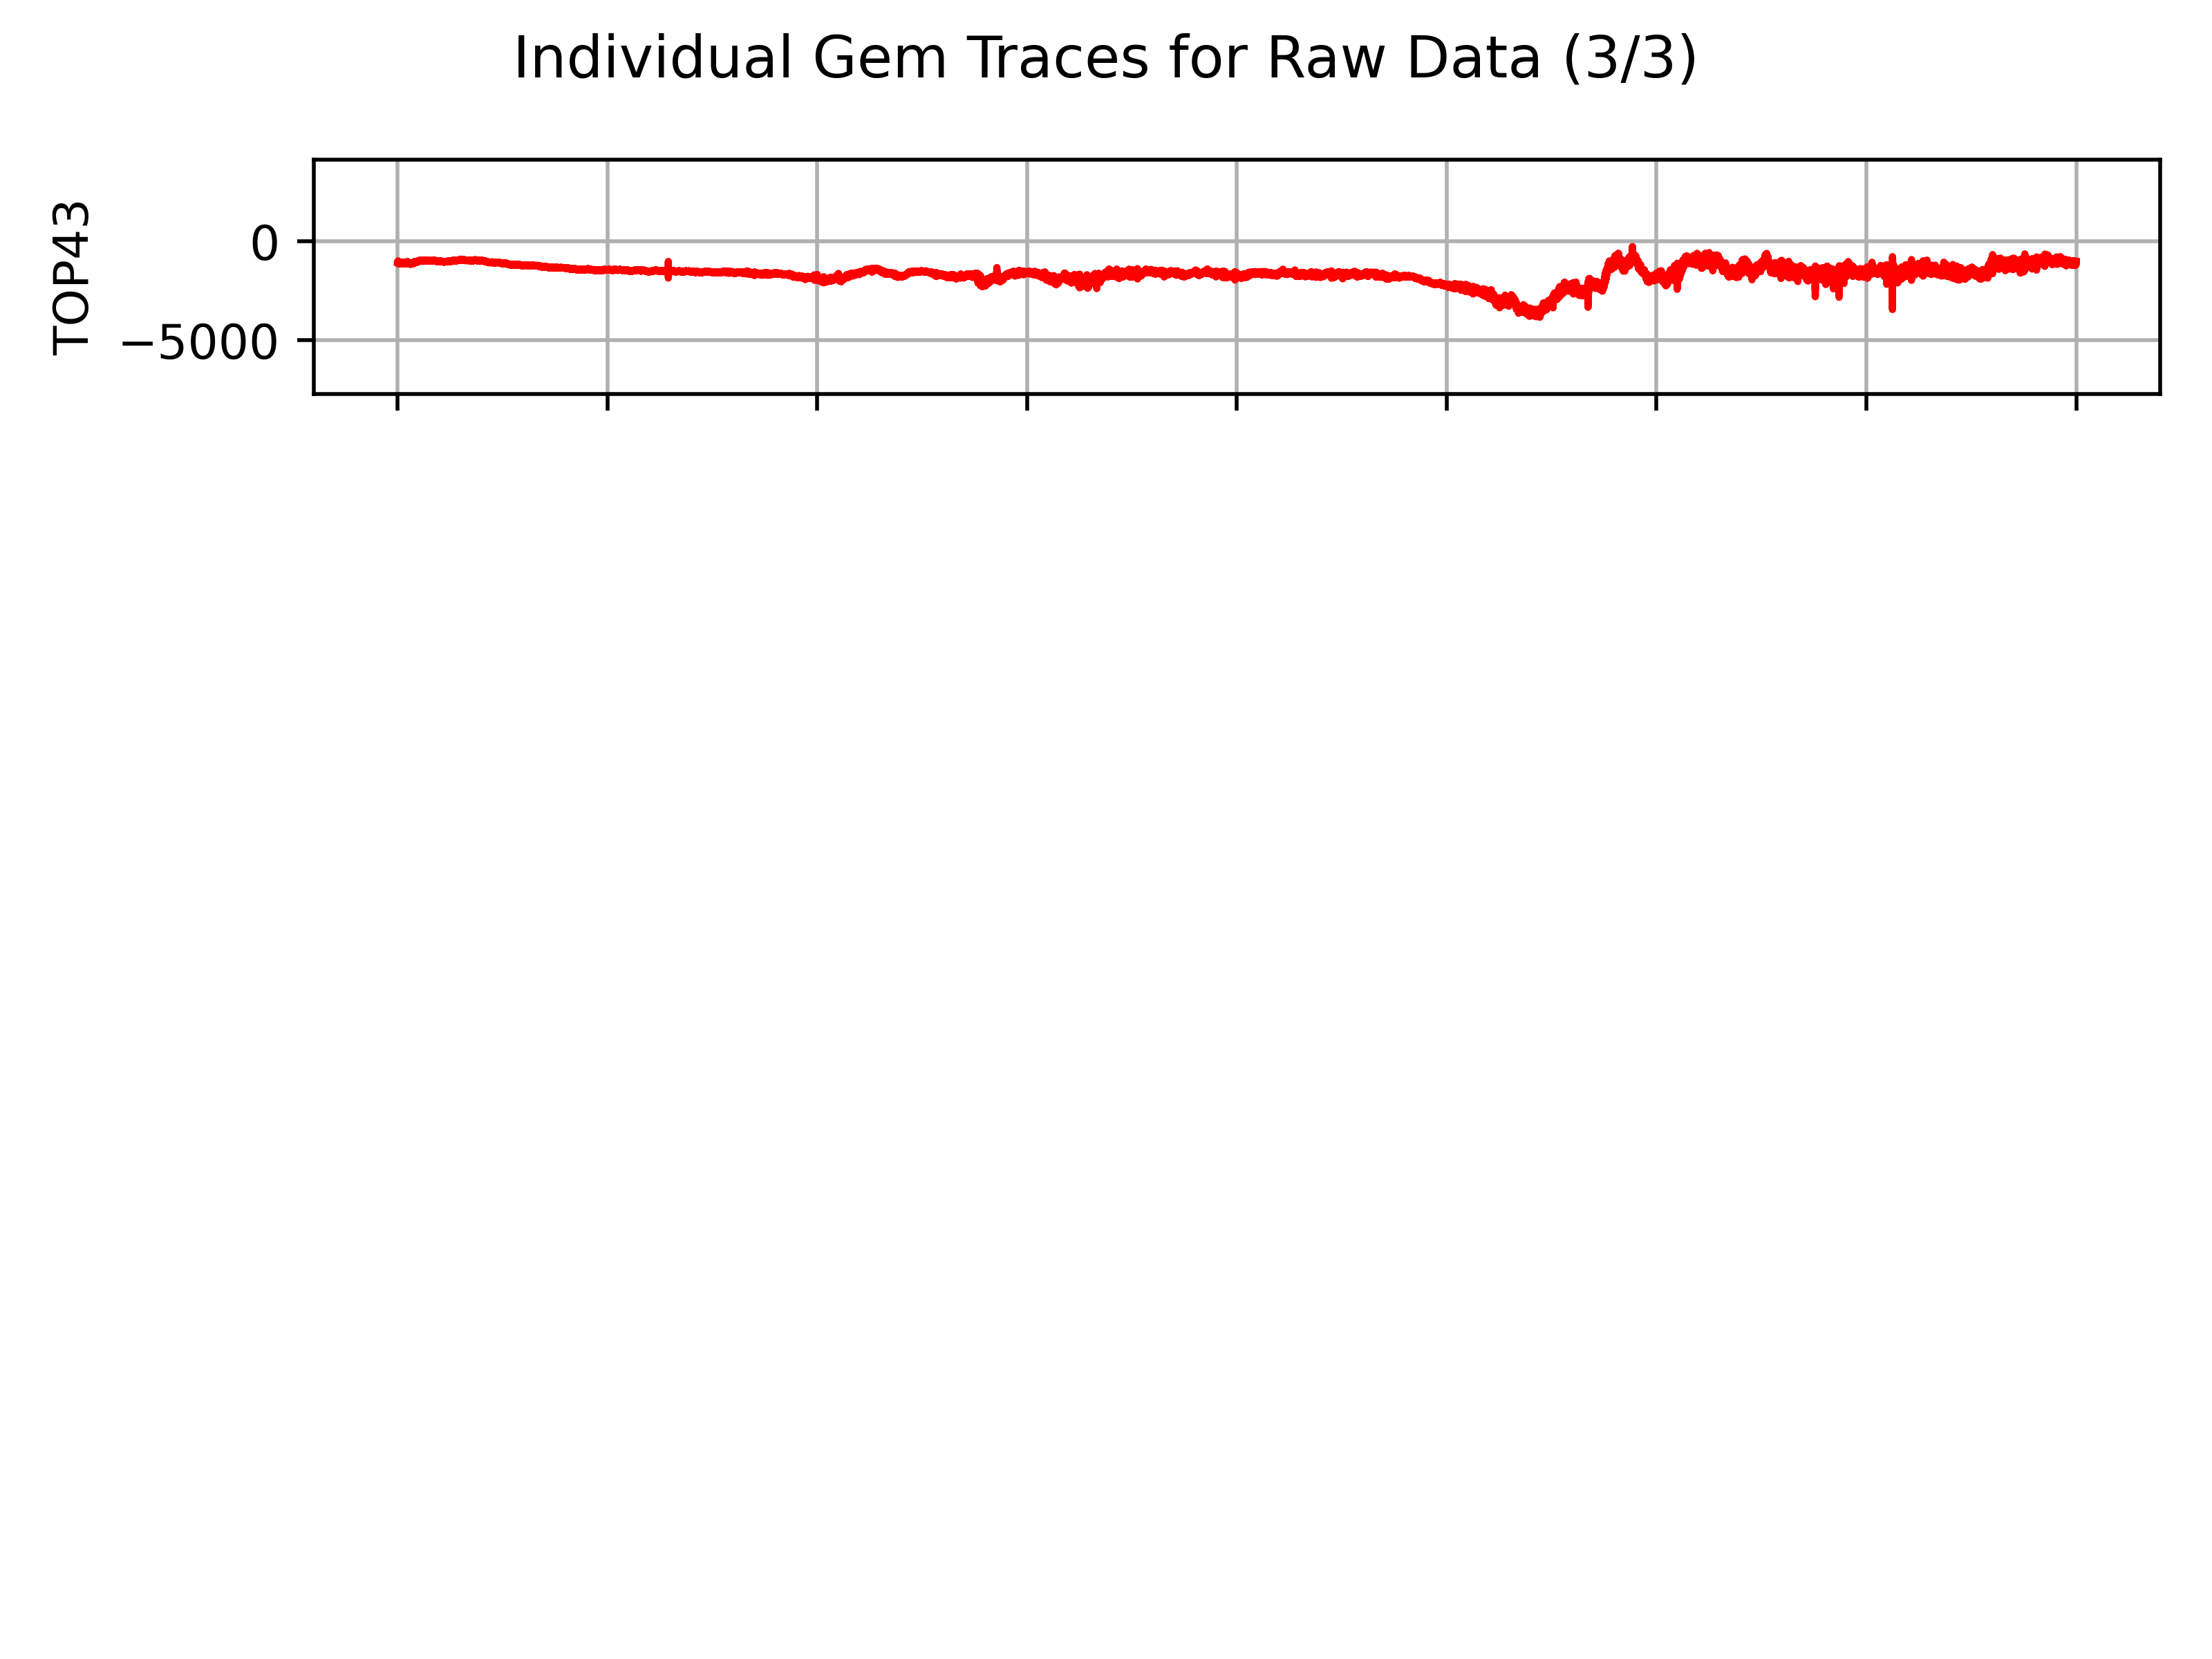 Individual Gem Traces for Raw Data (3/3)
TOP43
0
−5000